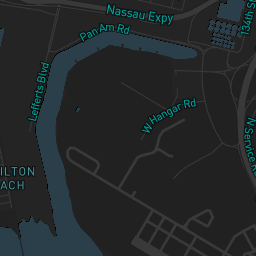 Nassau Expy
Pan Am Rd
134th S
Lefferts Blvd
W Hangar Rd
N Service R
ILTON
ACH